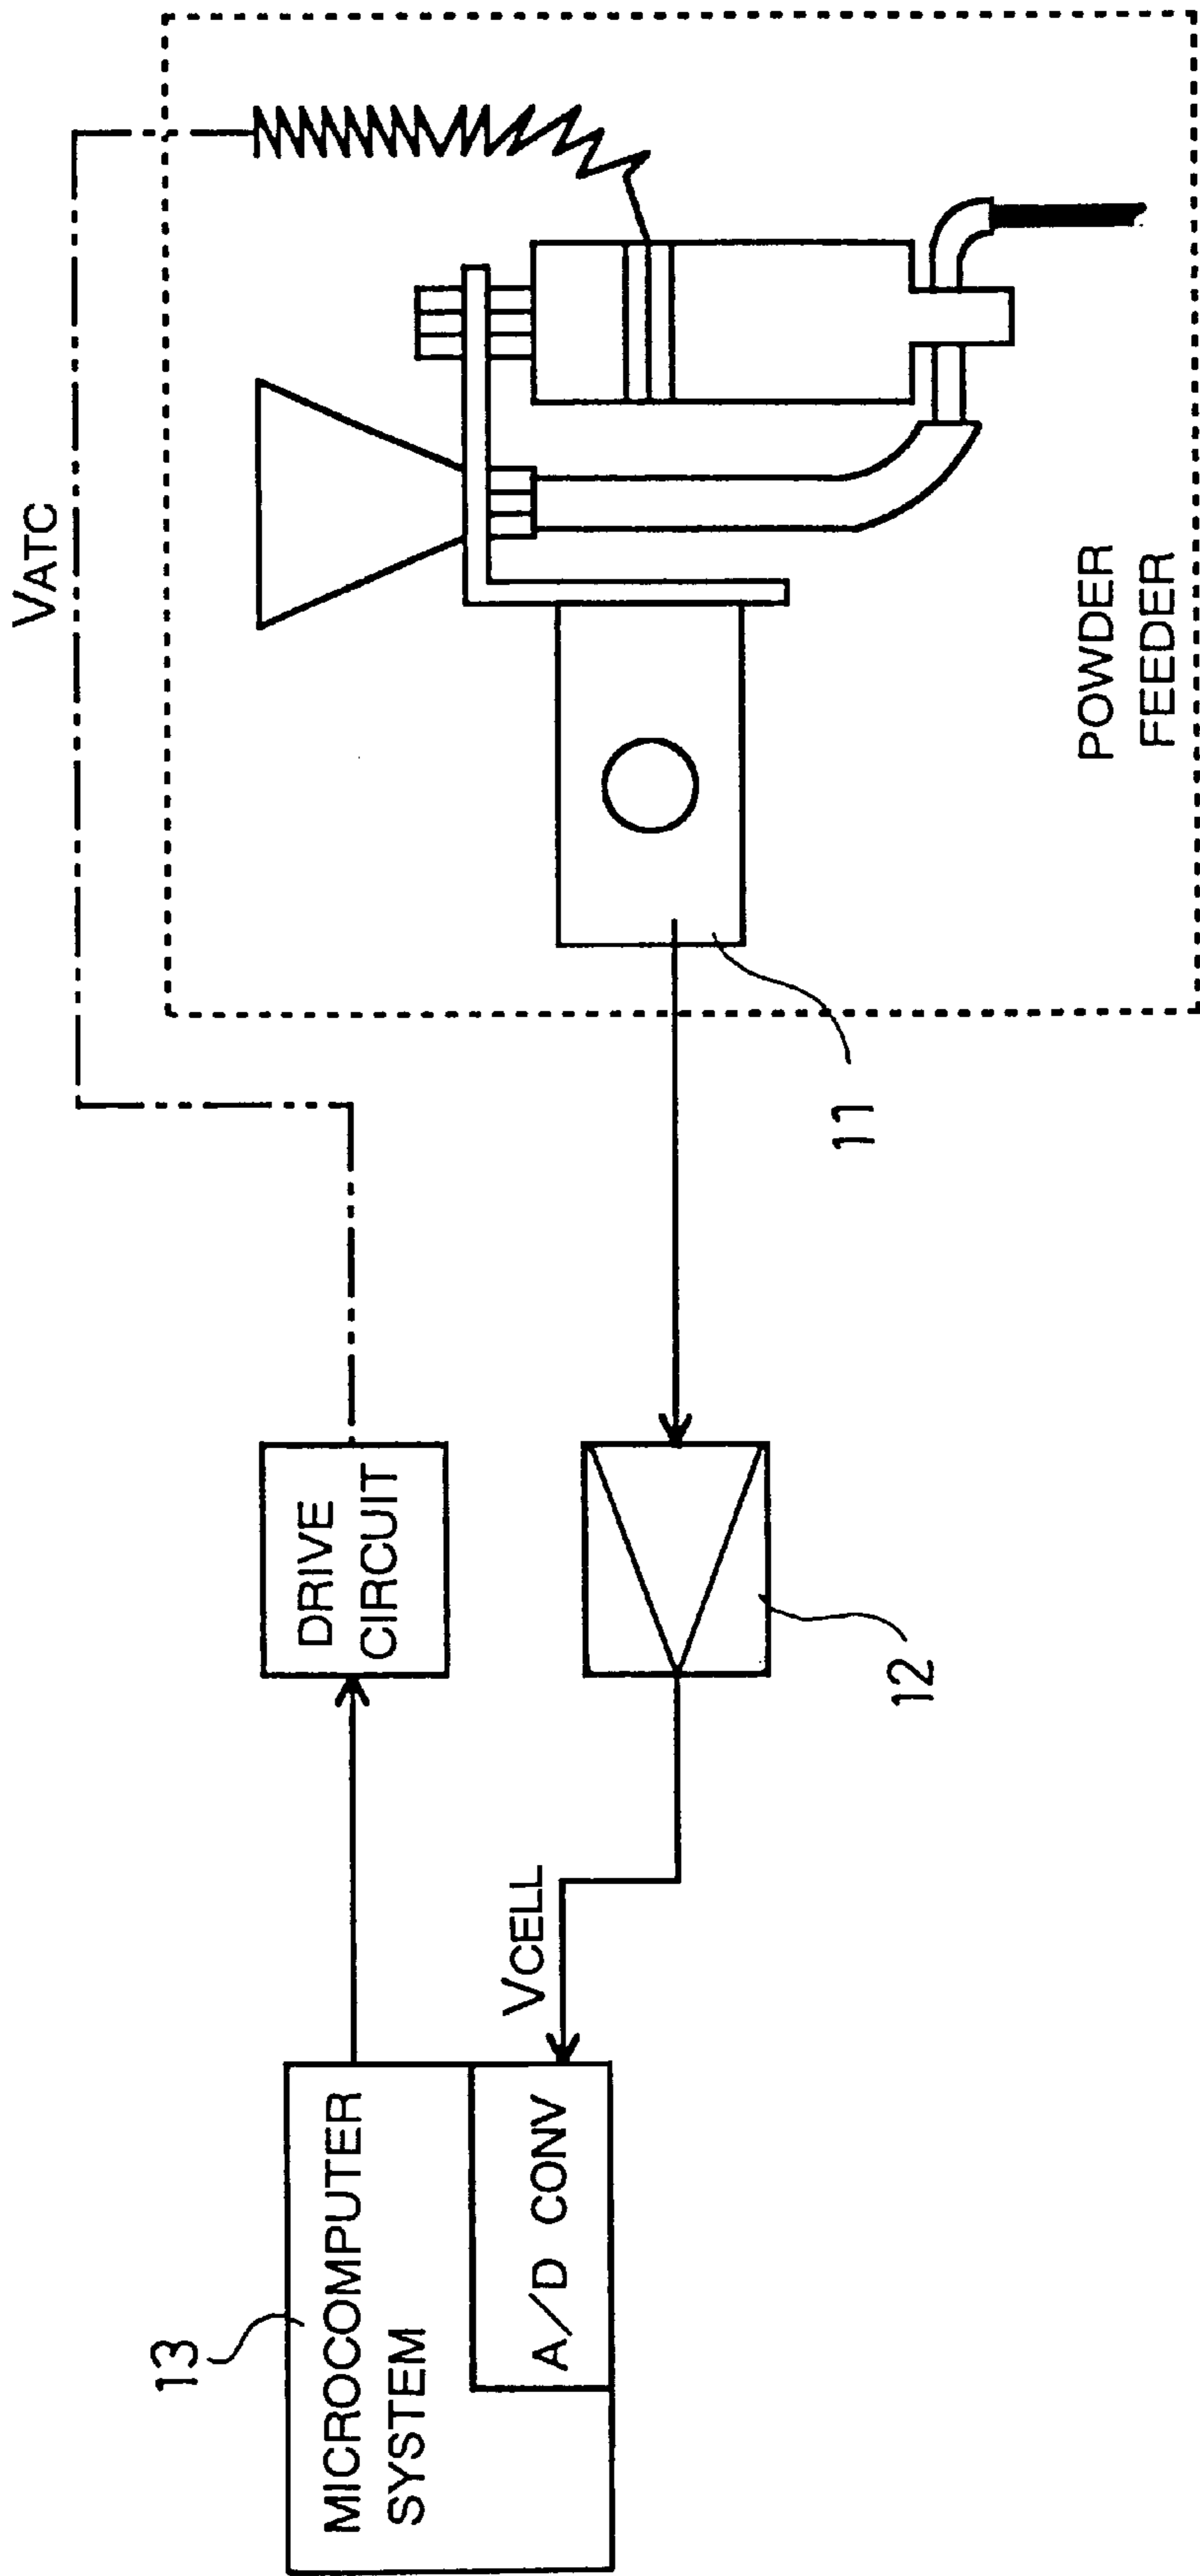 VATC
13
MICROCOMPUTER
SYSTEM
DRIVE
CIRCUIT
VCELL
A/D CONV
12
11
POWDER
FEEDER